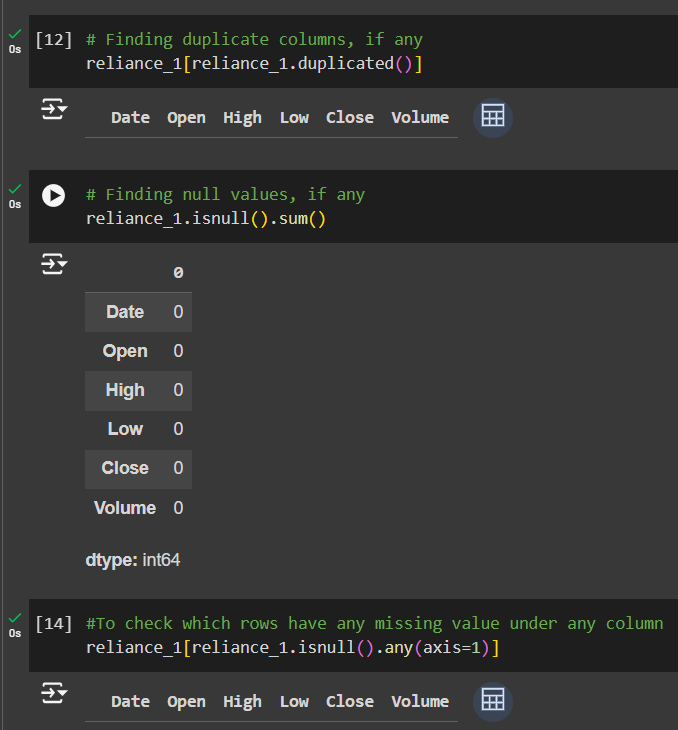 [12] # Finding duplicate columns, if any
0s
reliance_1[reliance_1.duplicated()]
Date Open High Low Close Volume
# Finding null values, if any
0s
reliance_1.isnull().sum()
0
Date 0
Open 0
High 0
Low 0
Close 0
Volume 0
dtype: int64
[14] #To check which rows have any missing value under any column
0s
reliance_1[reliance_1.isnull().any(axis=1)]
Date Open High Low Close Volume